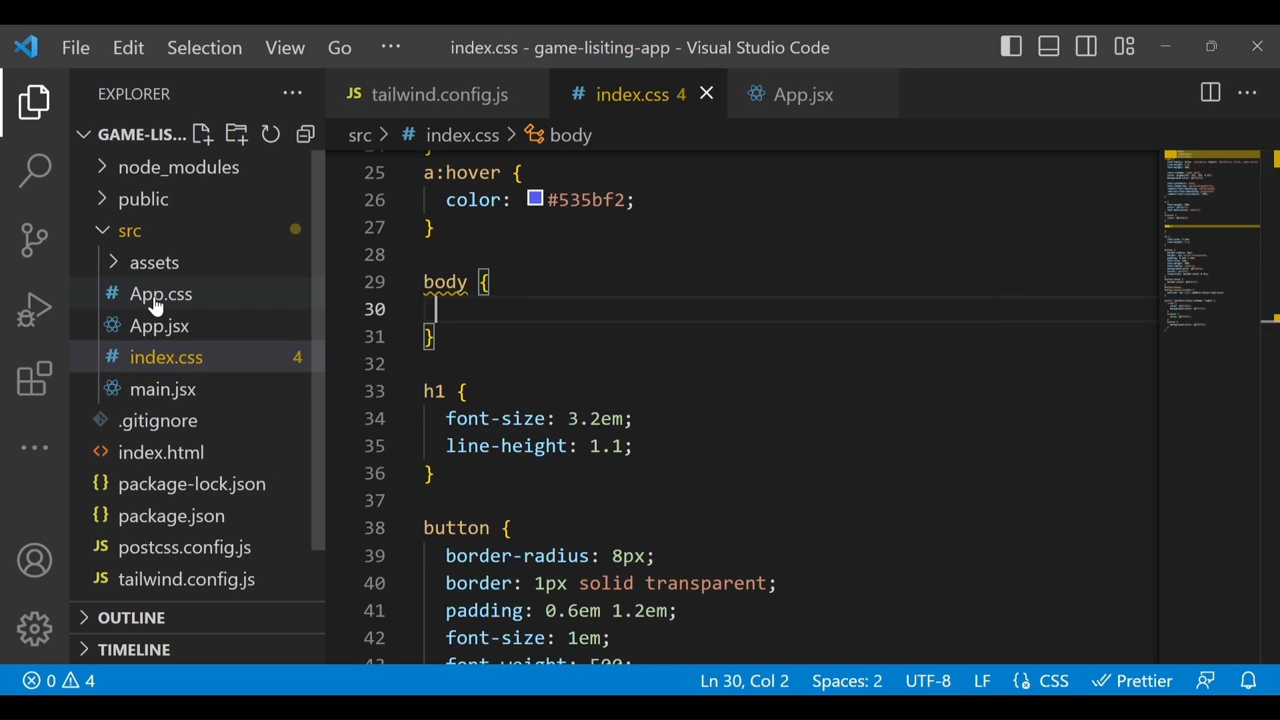 File Edit Selection View Go ··· index.css - game-lisiting-app - Visual Studio Code
EXPLORER ···
JS tailwind.config.js # index.css 4 App.jsx ···
GAME-LIS...
src > # index.css > body
node_modules
public
src
assets
# App.css
App.jsx
# index.css 4
main.jsx
.gitignore
<> index.html
{} package-lock.json
{} package.json
JS postcss.config.js
JS tailwind.config.js
OUTLINE
TIMELINE
25 a:hover {
26 color: #535bf2;
27 }
28
29 body {
30
31 }
32
33 h1 {
34 font-size: 3.2em;
35 line-height: 1.1;
36 }
37
38 button {
39 border-radius: 8px;
40 border: 1px solid transparent;
41 padding: 0.6em 1.2em;
42 font-size: 1em;
43 font-weight: 500;
0 4 Ln 30, Col 2 Spaces: 2 UTF-8 LF {} CSS Prettier